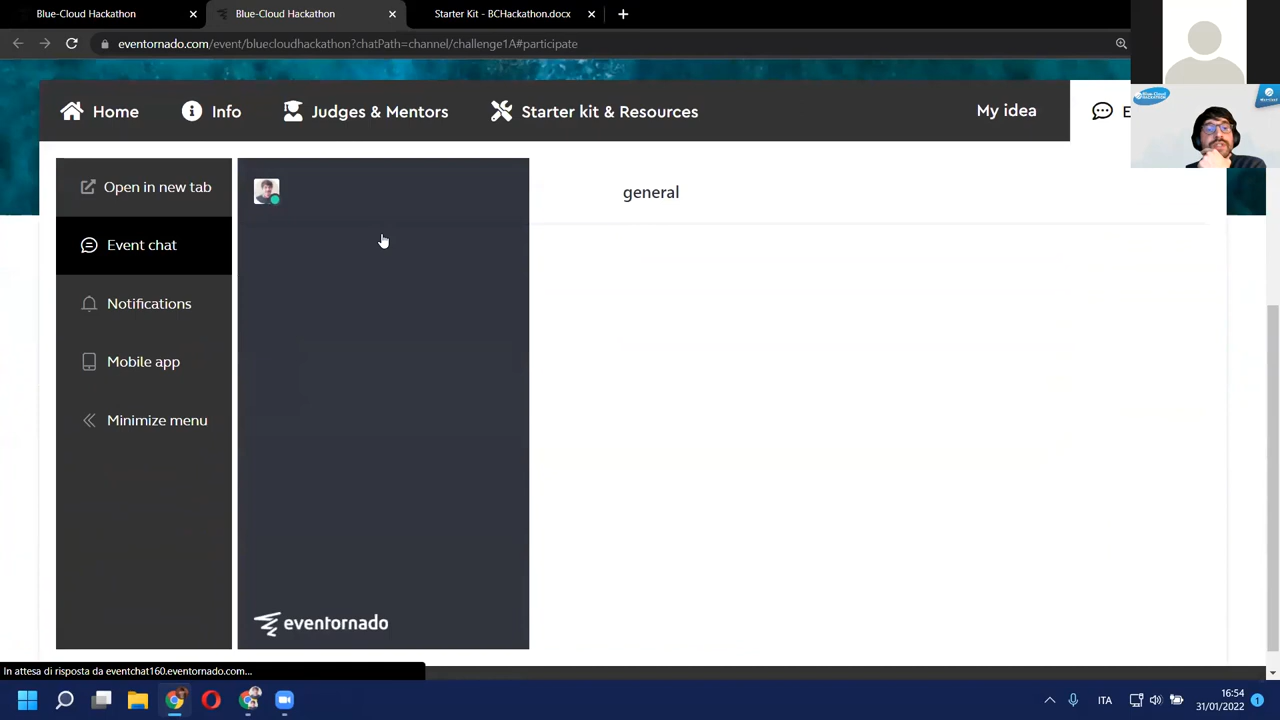 Blue-Cloud Hackathon
Blue-Cloud Hackathon
Starter Kit - BCHackathon.docx
eventornado.com/event/bluecloudhackathon?chatPath=channel/challenge1A#participate
Home
Info
Judges & Mentors
Starter kit & Resources
My idea
E
Open in new tab
general
Event chat
Notifications
Mobile app
Minimize menu
eventornado
In attesa di risposta da eventchat160.eventornado.com...
ITA
16:54
31/01/2022
1